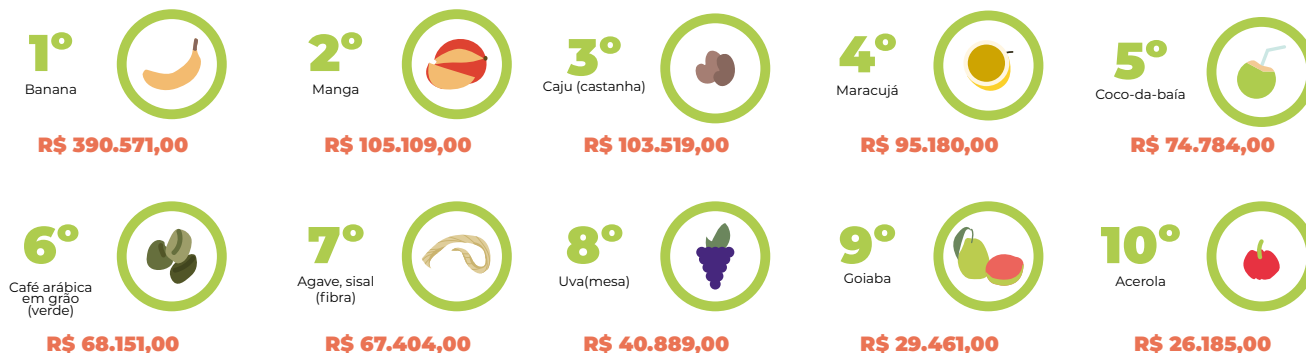 1º
Banana
R$ 390.571,00
2º
Manga
R$ 105.109,00
3º
Caju (castanha)
R$ 103.519,00
4º
Maracujá
R$ 95.180,00
5º
Coco-da-baía
R$ 74.784,00
6º
Café arábica
em grão
(verde)
R$ 68.151,00
7º
Agave, sisal
(fibra)
R$ 67.404,00
8º
Uva(mesa)
R$ 40.889,00
9º
Goiaba
R$ 29.461,00
10º
Acerola
R$ 26.185,00